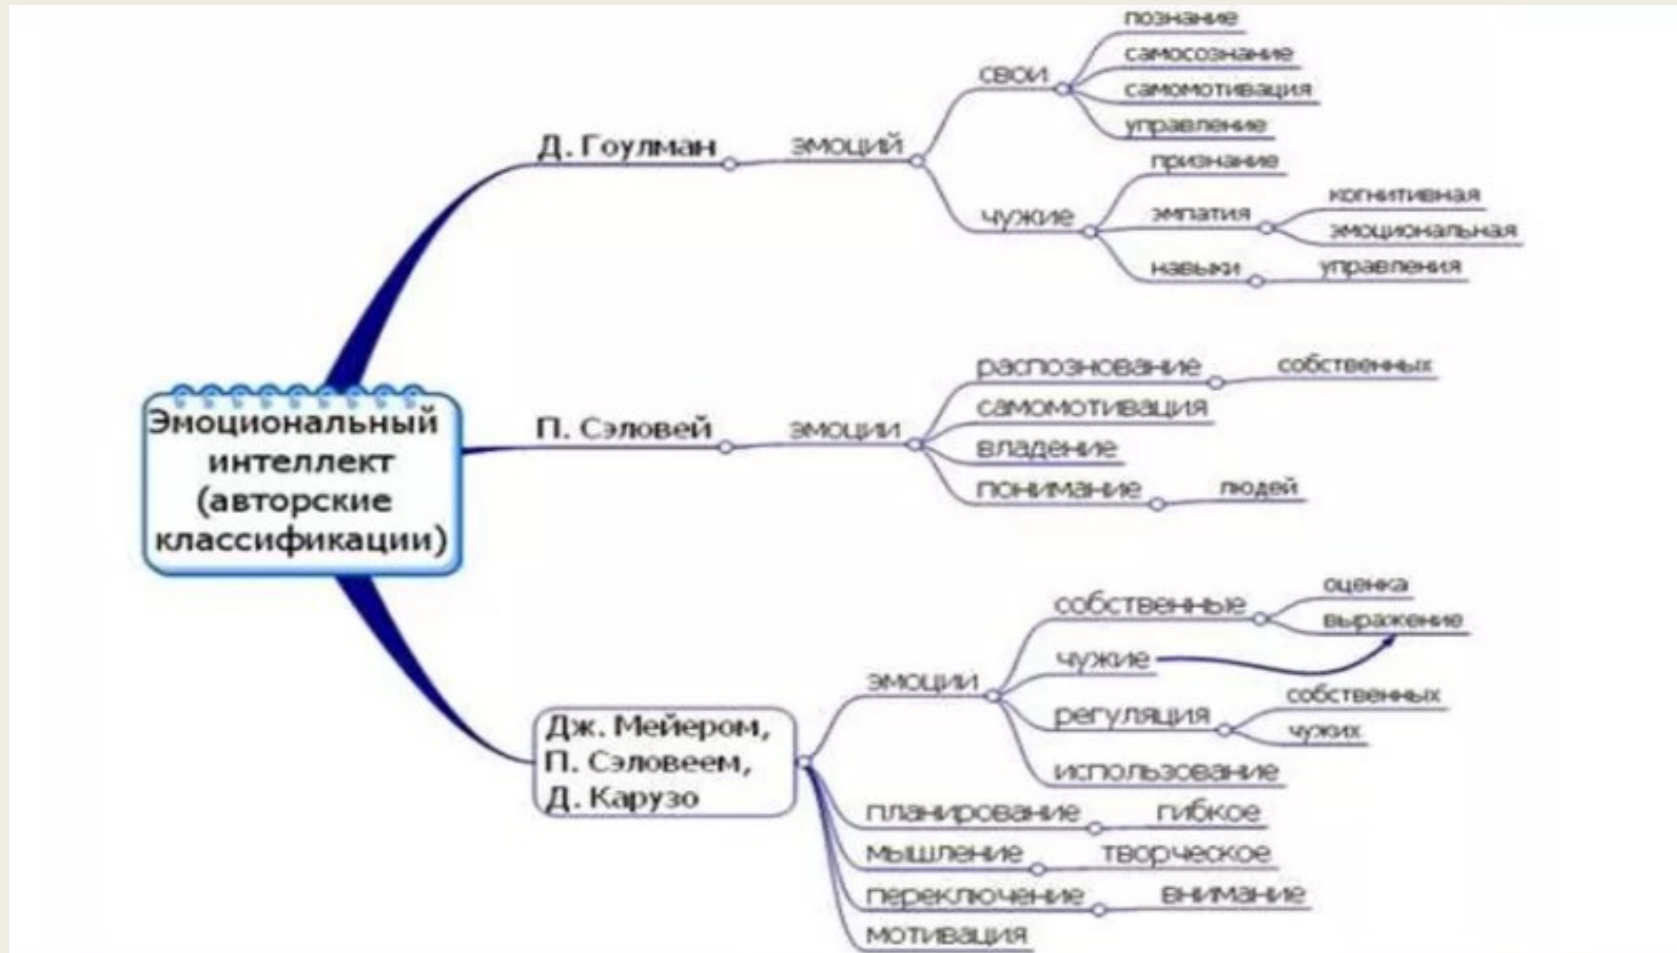 познание
самосознание
самомотивация
управление
свои
Д. Гоулман
эмоций
признание
эмпатия
когнитивная
эмоциональная
чужие
навыки
управления
Эмоциональный
интеллект
(авторские
классификации)
П. Сэловей
эмоции
распознование
собственных
самомотивация
владение
понимание
людей
Дж. Мейером,
П. Сэловеем,
Д. Карузо
эмоции
собственные
оценка
выражение
чужие
регуляция
собственных
чужих
использование
планирование
гибкое
мышление
творческое
переключение
внимание
мотивация